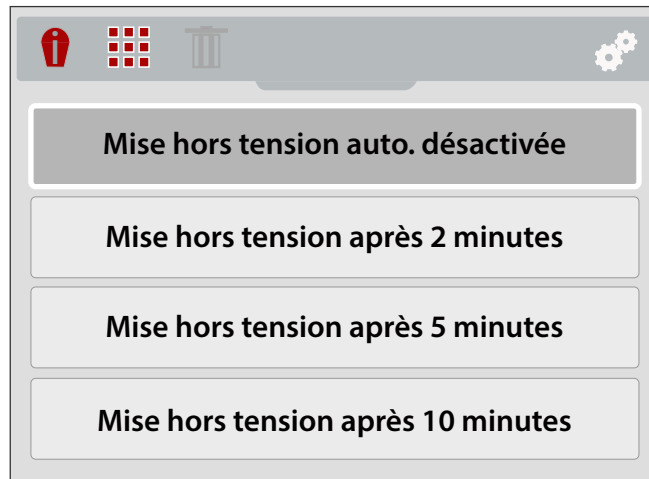 Mise hors tension auto. désactivée
Mise hors tension après 2 minutes
Mise hors tension après 5 minutes
Mise hors tension après 10 minutes